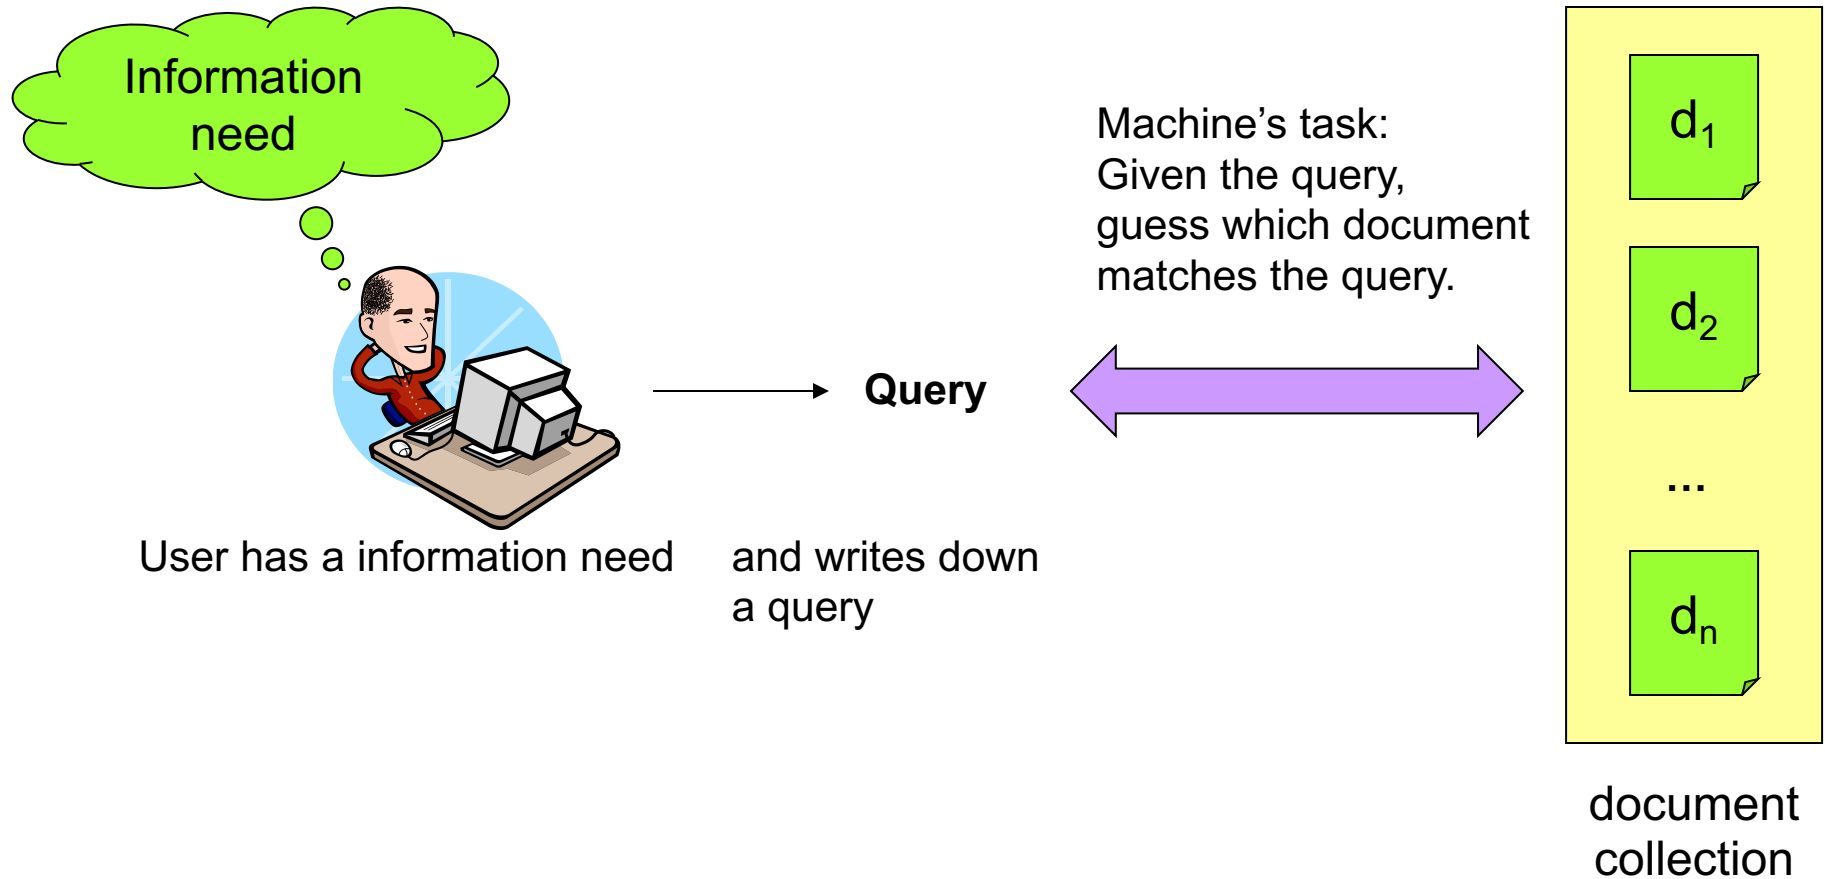 Information
need
Machine’s task:
Given the query,
guess which document
matches the query.
Query
User has a information need
and writes down
a query
d1
d2
...
dn
document
collection